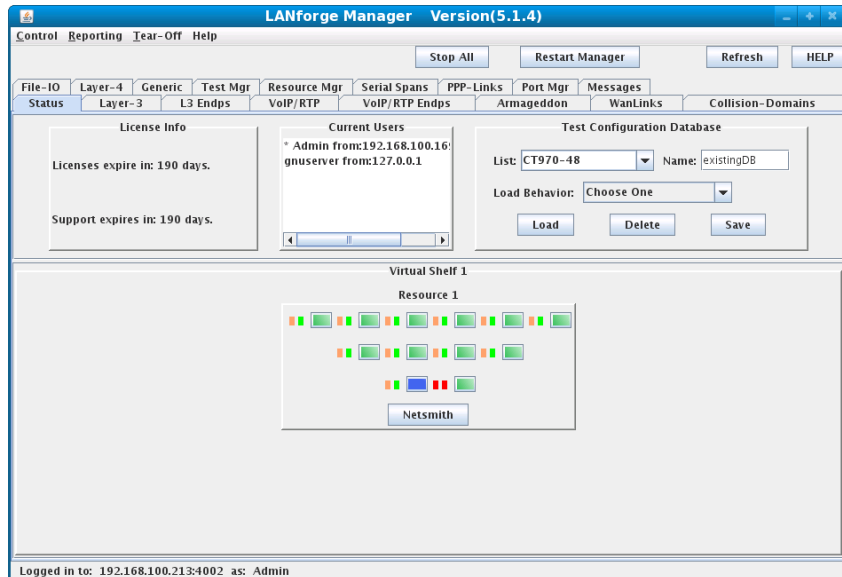 LANforge Manager Version(5.1.4)
Control Reporting Tear-Off Help
Stop All Restart Manager Refresh HELP
File-IO Layer-4 Generic Test Mgr Resource Mgr Serial Spans PPP-Links Port Mgr Messages
Status Layer-3 L3 Endps VoIP/RTP VoIP/RTP Endps Armageddon WanLinks Collision-Domains
License Info
Licenses expire in: 190 days.
Support expires in: 190 days.
Current Users
* Admin from:192.168.100.16
gnuserver from:127.0.0.1
Test Configuration Database
List: CT970-48 Name: existingDB
Load Behavior: Choose One
Load Delete Save
Virtual Shelf 1
Resource 1
Netsmith
Logged in to: 192.168.100.213:4002 as: Admin